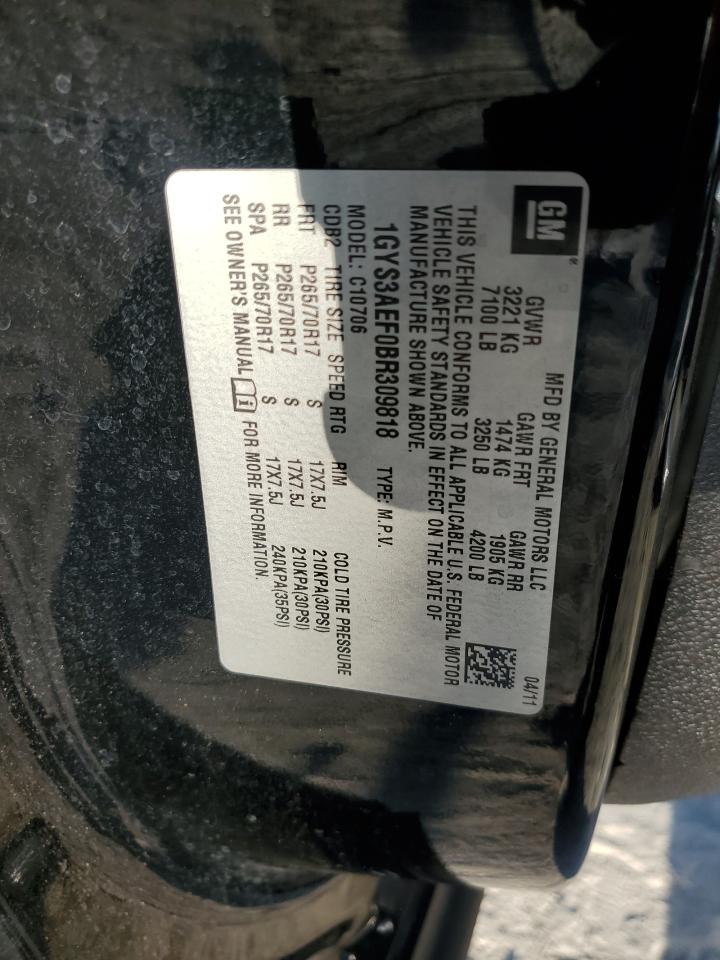 GM
MFD BY GENERAL MOTORS LLC 04/11
GVWR GAWR FRT GAWR RR
3221 KG 1474 KG 1905 KG
7100 LB 3250 LB 4200 LB
THIS VEHICLE CONFORMS TO ALL APPLICABLE U.S. FEDERAL MOTOR
VEHICLE SAFETY STANDARDS IN EFFECT ON THE DATE OF
MANUFACTURE SHOWN ABOVE.
1GYS3AEF0BR309818 TYPE: M.P.V.
MODEL: C10706
CDP2 TIRE SIZE SPEED RTG RIM COLD TIRE PRESSURE
FRT P265/70R17 S 17X7.5J 210KPA(30PSI)
RR P265/70R17 S 17X7.5J 210KPA(30PSI)
SPA P265/70R17 S 17X7.5J 240KPA(35PSI)
SEE OWNER'S MANUAL i FOR MORE INFORMATION.